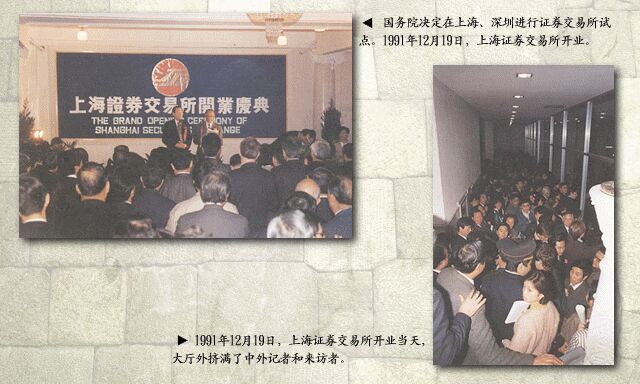 ◀ 国务院决定在上海、深圳进行证券交易所试
点。1991年12月19日，上海证券交易所开业。
上海證券交易所開業慶典
THE GRAND OPENING CEREMONY OF
SHANGHAI SECU ANGE
▶ 1991年12月19日，上海证券交易所开业当天，
大厅外挤满了中外记者和来访者。